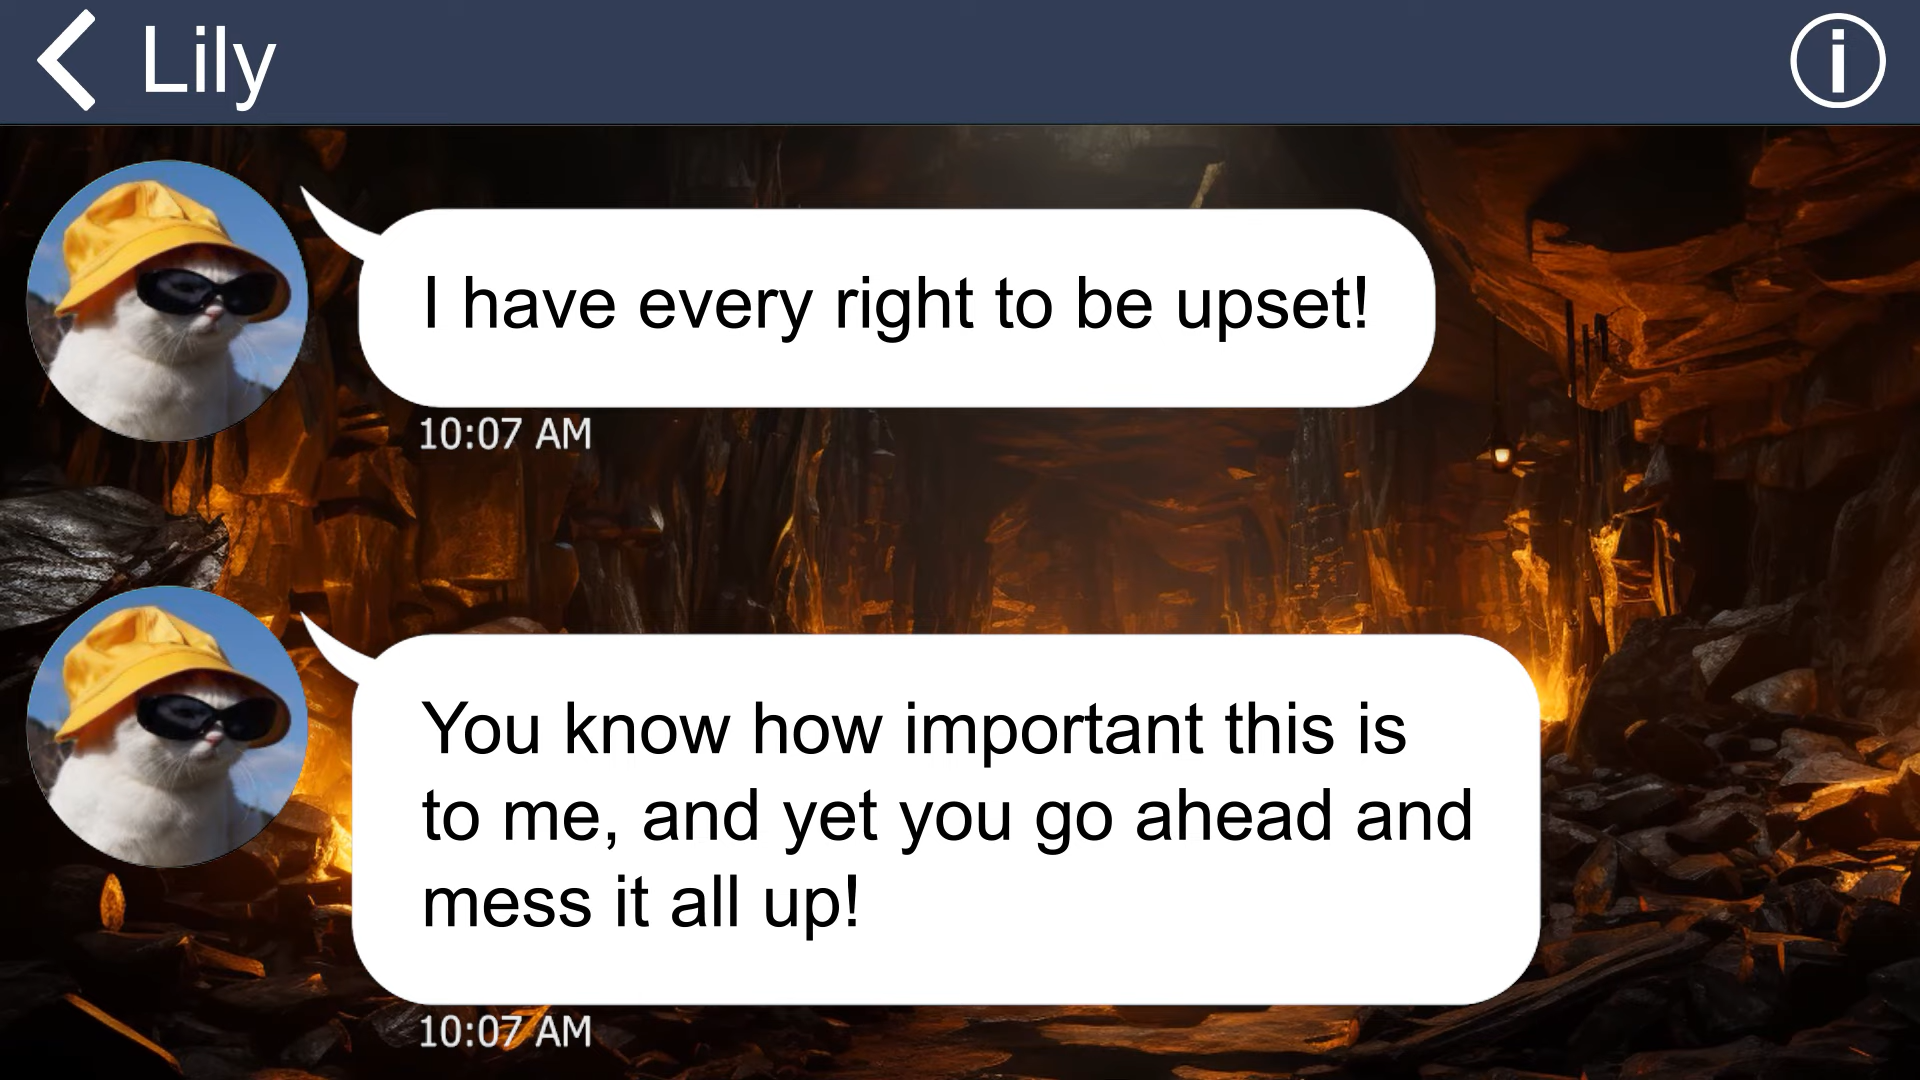 Lily
I have every right to be upset!
10:07 AM
You know how important this is
to me, and yet you go ahead and
mess it all up!
10:07 AM